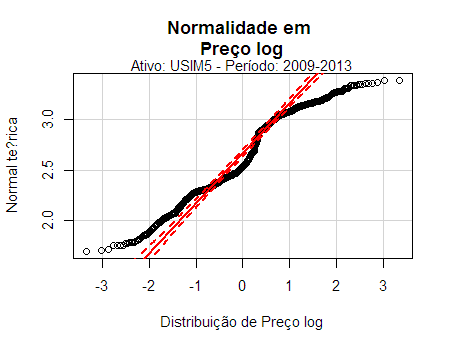 Normalidade em
Preço log
Ativo: USIM5 - Período: 2009-2013
Normal te?rica
3.0
2.5
2.0
-3 -2 -1 0 1 2 3
Distribuição de Preço log